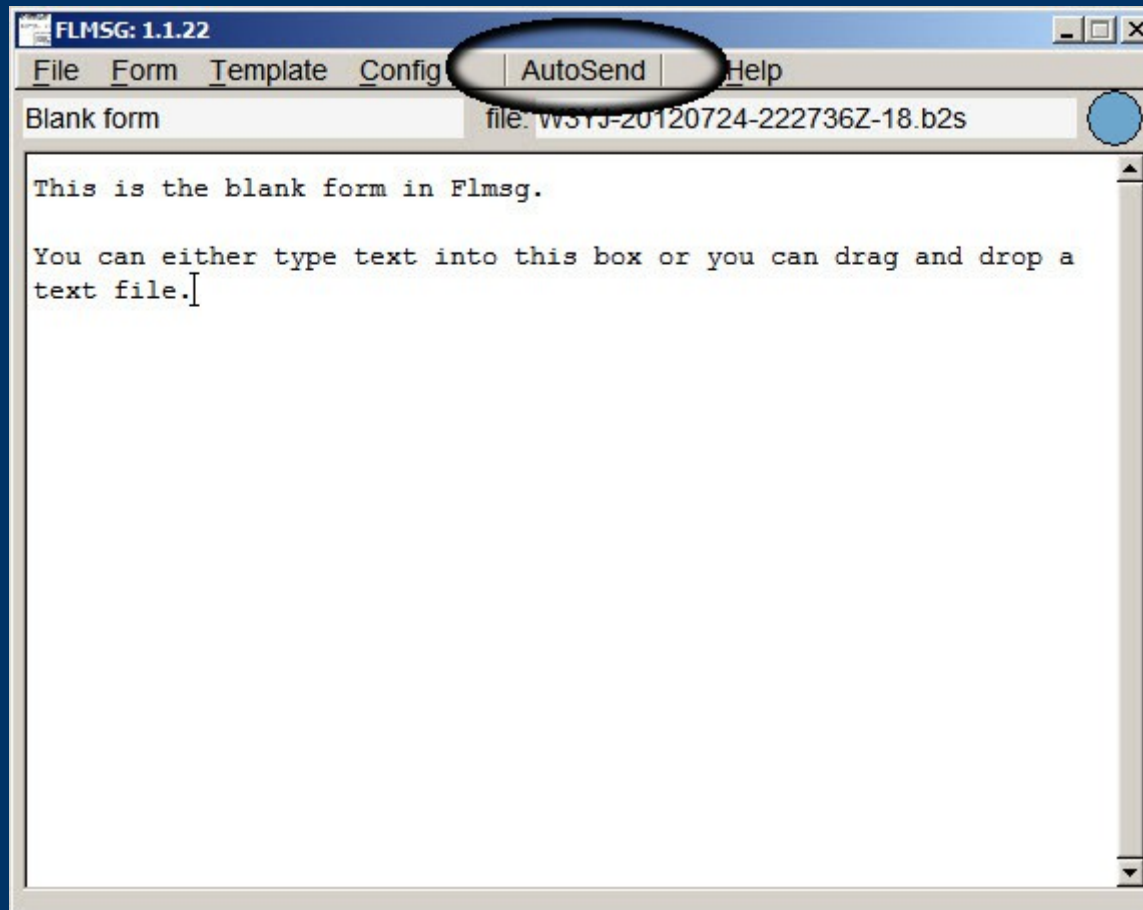 FLMSG: 1.1.22
File Form Template Config AutoSend Help
Blank form file: W3YJ-20120724-222736Z-18.b2s
This is the blank form in Flmsg.
You can either type text into this box or you can drag and drop a
text file.